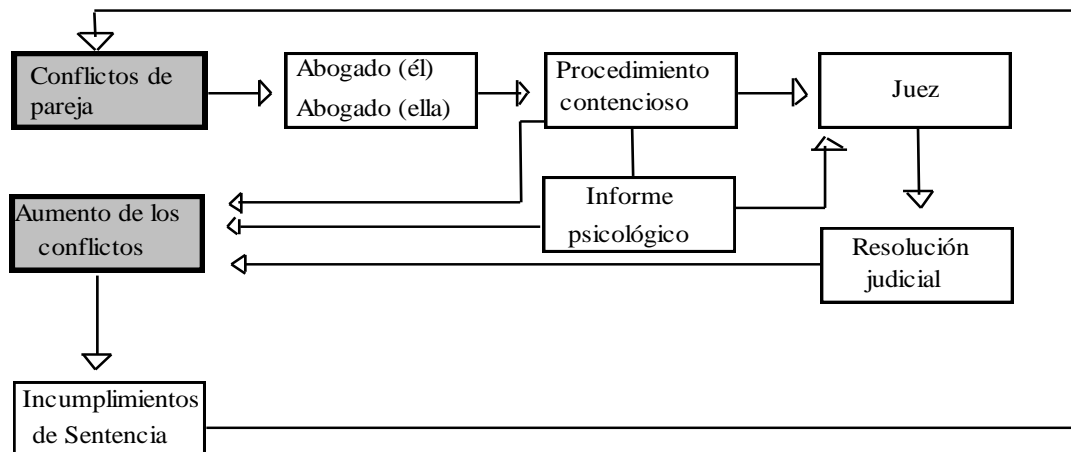 Conflictos de
pareja
Abogado (él)
Abogado (ella)
Procedimiento
contencioso
Juez
Aumento de los
conflictos
Informe
psicológico
Resolución
judicial
Incumplimientos
de Sentencia